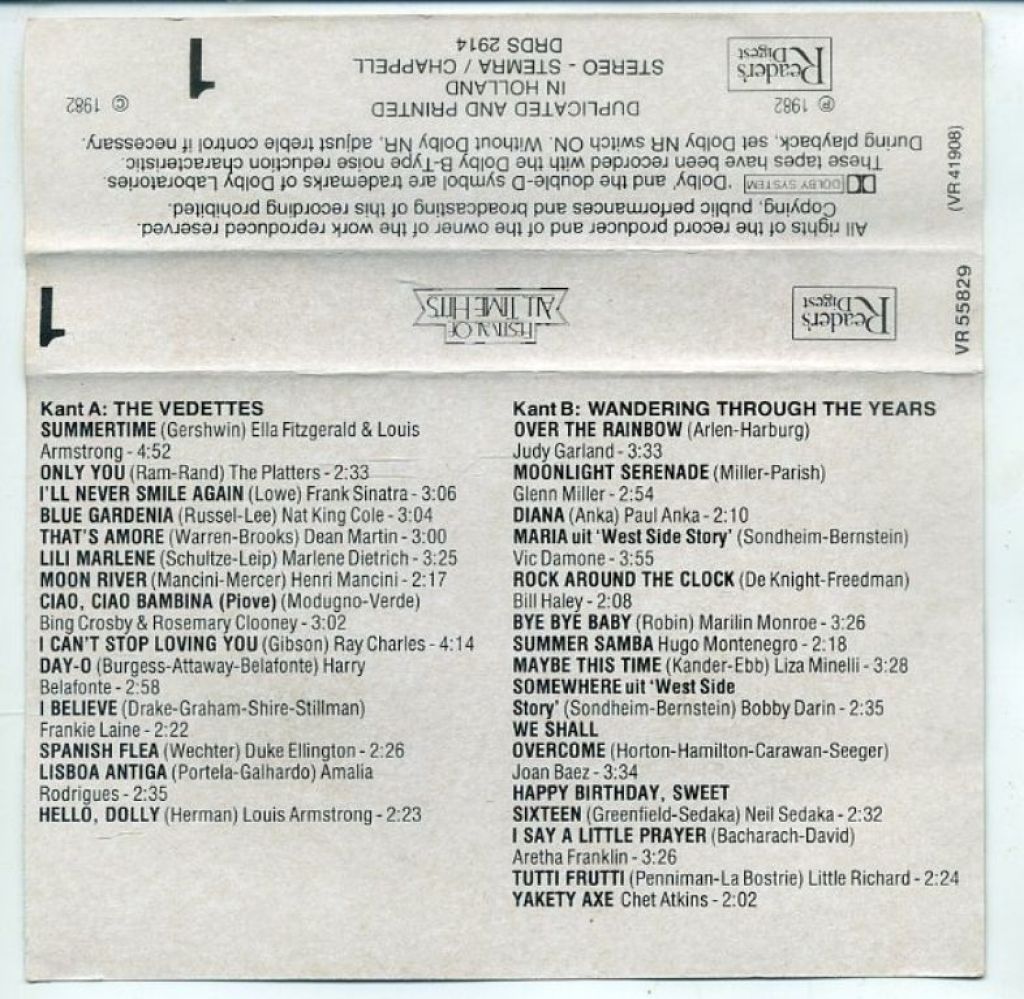 All rights of the record producer and of the owner of the work reproduced reserved.
Copying, public performances and broadcasting of this recording prohibited.
DOLBY SYSTEM 'Dolby' and the double-D symbol are trademarks of Dolby Laboratories.
These tapes have been recorded with the Dolby B-Type noise reduction characteristic.
During playback, set Dolby NR switch ON. Without Dolby NR, adjust treble control if necessary.
℗ 1982
DUPLICATED AND PRINTED
© 1982
IN HOLLAND
STEREO - STEMRA / CHAPPELL
DRDS 2914
Reader's
Digest
1
(VR41908)
Reader's
Digest
FESTIVAL OF
ALL TIME HITS
1
VR 55829
Kant A: THE VEDETTES
SUMMERTIME (Gershwin) Ella Fitzgerald & Louis
Armstrong - 4:52
ONLY YOU (Ram-Rand) The Platters - 2:33
I'LL NEVER SMILE AGAIN (Lowe) Frank Sinatra - 3:06
BLUE GARDENIA (Russel-Lee) Nat King Cole - 3:04
THAT'S AMORE (Warren-Brooks) Dean Martin - 3:00
LILI MARLENE (Schultze-Leip) Marlene Dietrich - 3:25
MOON RIVER (Mancini-Mercer) Henri Mancini - 2:17
CIAO, CIAO BAMBINA (Piove) (Modugno-Verde)
Bing Crosby & Rosemary Clooney - 3:02
I CAN'T STOP LOVING YOU (Gibson) Ray Charles - 4:14
DAY-O (Burgess-Attaway-Belafonte) Harry
Belafonte - 2:58
I BELIEVE (Drake-Graham-Shire-Stillman)
Frankie Laine - 2:22
SPANISH FLEA (Wechter) Duke Ellington - 2:26
LISBOA ANTIGA (Portela-Galhardo) Amalia
Rodrigues - 2:35
HELLO, DOLLY (Herman) Louis Armstrong - 2:23
Kant B: WANDERING THROUGH THE YEARS
OVER THE RAINBOW (Arlen-Harburg)
Judy Garland - 3:33
MOONLIGHT SERENADE (Miller-Parish)
Glenn Miller - 2:54
DIANA (Anka) Paul Anka - 2:10
MARIA uit 'West Side Story' (Sondheim-Bernstein)
Vic Damone - 3:55
ROCK AROUND THE CLOCK (De Knight-Freedman)
Bill Haley - 2:08
BYE BYE BABY (Robin) Marilin Monroe - 3:26
SUMMER SAMBA Hugo Montenegro - 2:18
MAYBE THIS TIME (Kander-Ebb) Liza Minelli - 3:28
SOMEWHERE uit 'West Side
Story' (Sondheim-Bernstein) Bobby Darin - 2:35
WE SHALL
OVERCOME (Horton-Hamilton-Carawan-Seeger)
Joan Baez - 3:34
HAPPY BIRTHDAY, SWEET
SIXTEEN (Greenfield-Sedaka) Neil Sedaka - 2:32
I SAY A LITTLE PRAYER (Bacharach-David)
Aretha Franklin - 3:26
TUTTI FRUTTI (Penniman-La Bostrie) Little Richard - 2:24
YAKETY AXE Chet Atkins - 2:02